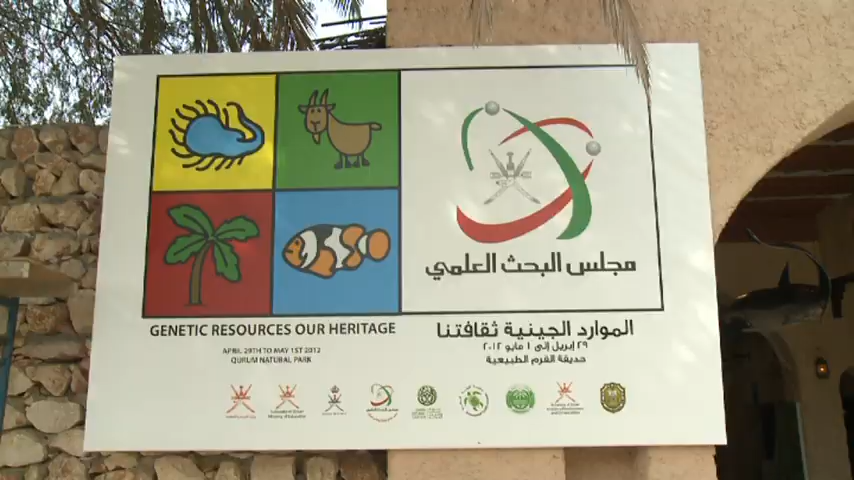 مجلس البحث العلمي
GENETIC RESOURCES OUR HERITAGE
APRIL 29TH TO MAY 1ST 2012
QURUM NATURAL PARK
الموارد الجينية ثقافتنا
٢٩ إبريل إلى ١ مايو ٢٠١٢
حديقة القرم الطبيعية